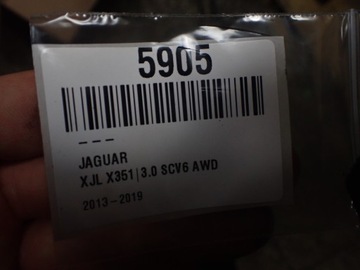 5905
---
JAGUAR
XJL X351|3.0 SCV6 AWD
2013-2019